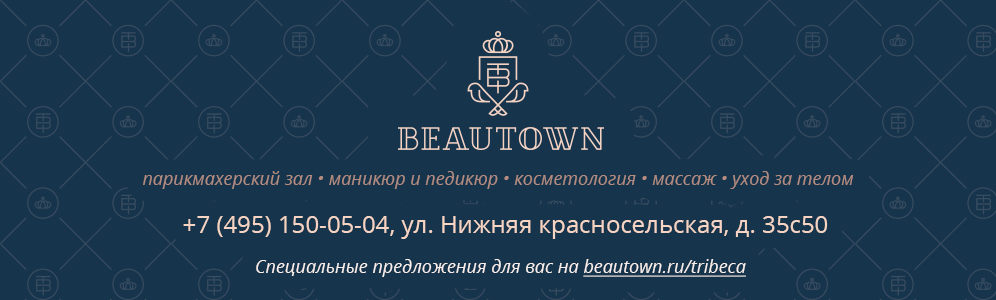 BEAUTOWN
парикмахерский зал • маникюр и педикюр • косметология • массаж • уход за телом
+7 (495) 150-05-04, ул. Нижняя красносельская, д. 35с50
Специальные предложения для вас на beautown.ru/tribeca